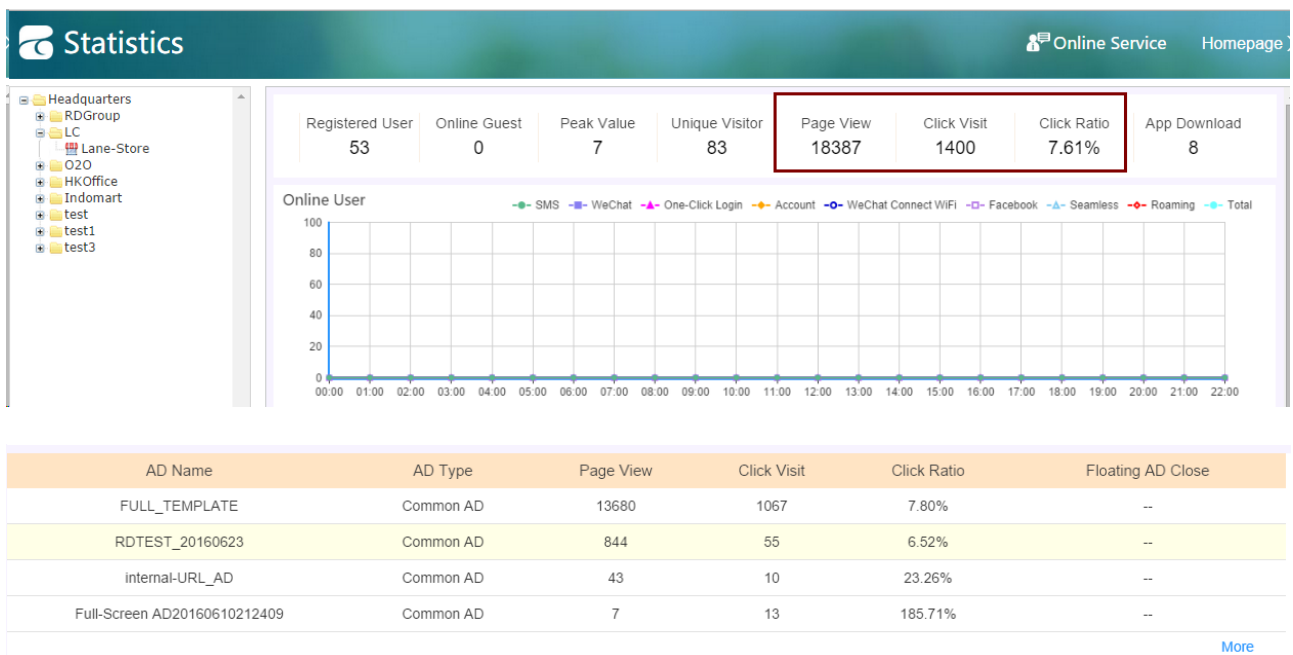 Statistics
Online Service Homepage
Headquarters
RDGroup
LC
Lane-Store
O2O
HKOffice
Indomart
test
test1
test3
Registered User Online Guest Peak Value Unique Visitor Page View Click Visit Click Ratio App Download
53 0 7 83 18387 1400 7.61% 8
Online User
SMS WeChat One-Click Login Account WeChat Connect WiFi Facebook Seamless Roaming Total
100
80
60
40
20
0
00:00 01:00 02:00 03:00 04:00 05:00 06:00 07:00 08:00 09:00 10:00 11:00 12:00 13:00 14:00 15:00 16:00 17:00 18:00 19:00 20:00 21:00 22:00
AD Name AD Type Page View Click Visit Click Ratio Floating AD Close
FULL_TEMPLATE Common AD 13680 1067 7.80% --
RDTEST_20160623 Common AD 844 55 6.52% --
internal-URL_AD Common AD 43 10 23.26% --
Full-Screen AD20160610212409 Common AD 7 13 185.71% --
More